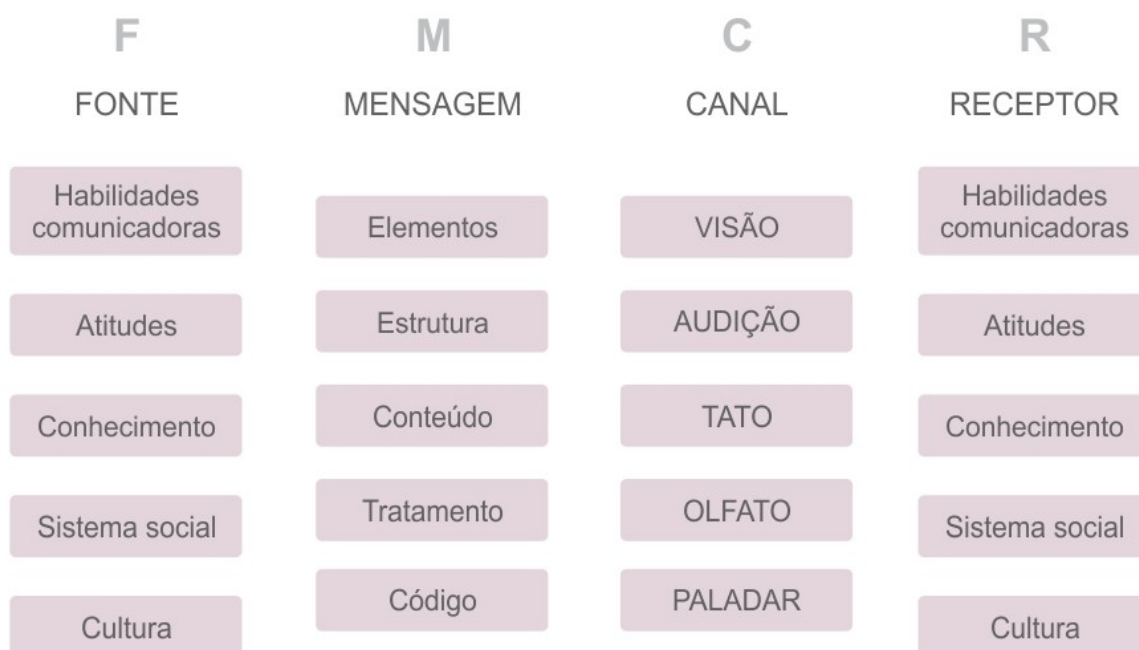 F
FONTE
Habilidades
comunicadoras
Atitudes
Conhecimento
Sistema social
Cultura
M
MENSAGEM
Elementos
Estrutura
Conteúdo
Tratamento
Código
C
CANAL
VISÃO
AUDIÇÃO
TATO
OLFATO
PALADAR
R
RECEPTOR
Habilidades
comunicadoras
Atitudes
Conhecimento
Sistema social
Cultura